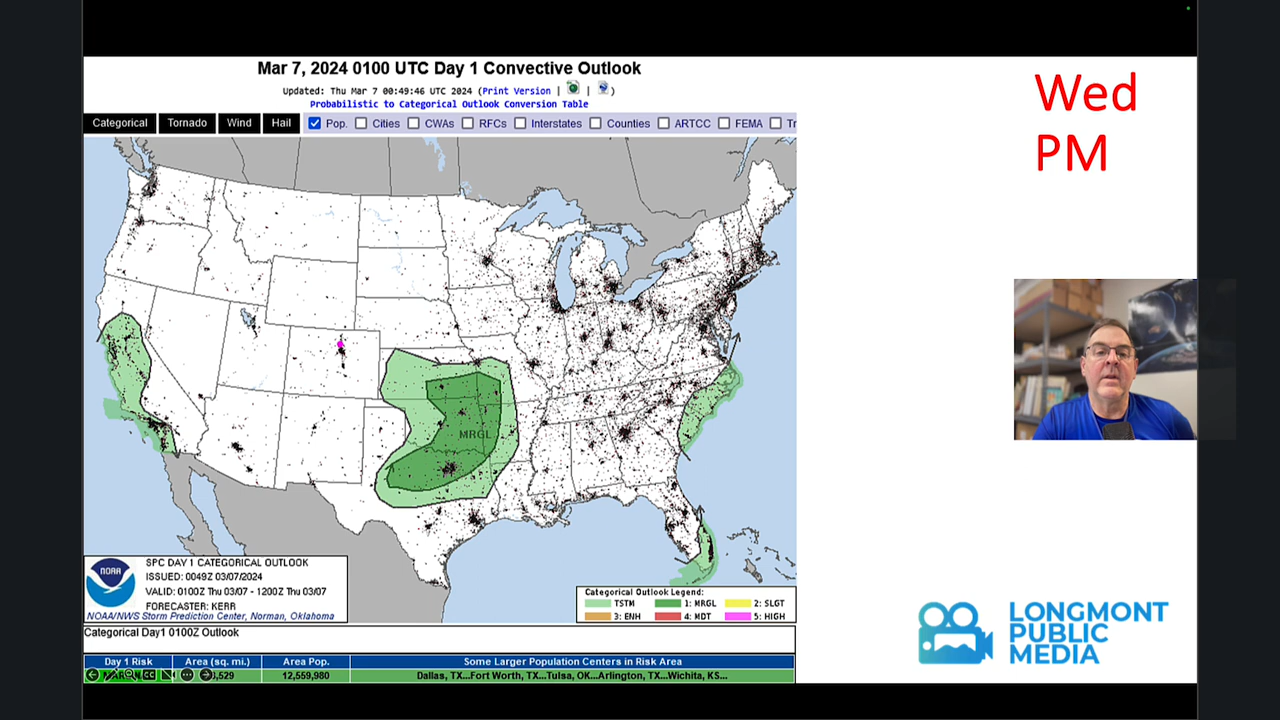 Mar 7, 2024 0100 UTC Day 1 Convective Outlook
Updated: Thu Mar 7 00:49:46 UTC 2024 (Print Version | | )
Probabilistic to Categorical Outlook Conversion Table
Categorical Tornado Wind Hail Pop. Cities CWAs RFCs Interstates Counties ARTCC FEMA Tr
Wed
PM
MRGL
NOAA
SPC DAY 1 CATEGORICAL OUTLOOK
ISSUED: 0049Z 03/07/2024
VALID: 0100Z Thu 03/07 - 1200Z Thu 03/07
FORECASTER: KERR
NOAA/NWS Storm Prediction Center, Norman, Oklahoma
Categorical Outlook Legend:
TSTM 1: MRGL 2: SLGT
3: ENH 4: MDT 5: HIGH
Categorical Day1 0100Z Outlook
Day 1 Risk Area (sq. mi.) Area Pop. Some Larger Population Centers in Risk Area
12,559,980 Dallas, TX...Fort Worth, TX...Tulsa, OK...Arlington, TX...Wichita, KS...
LONGMONT
PUBLIC
MEDIA